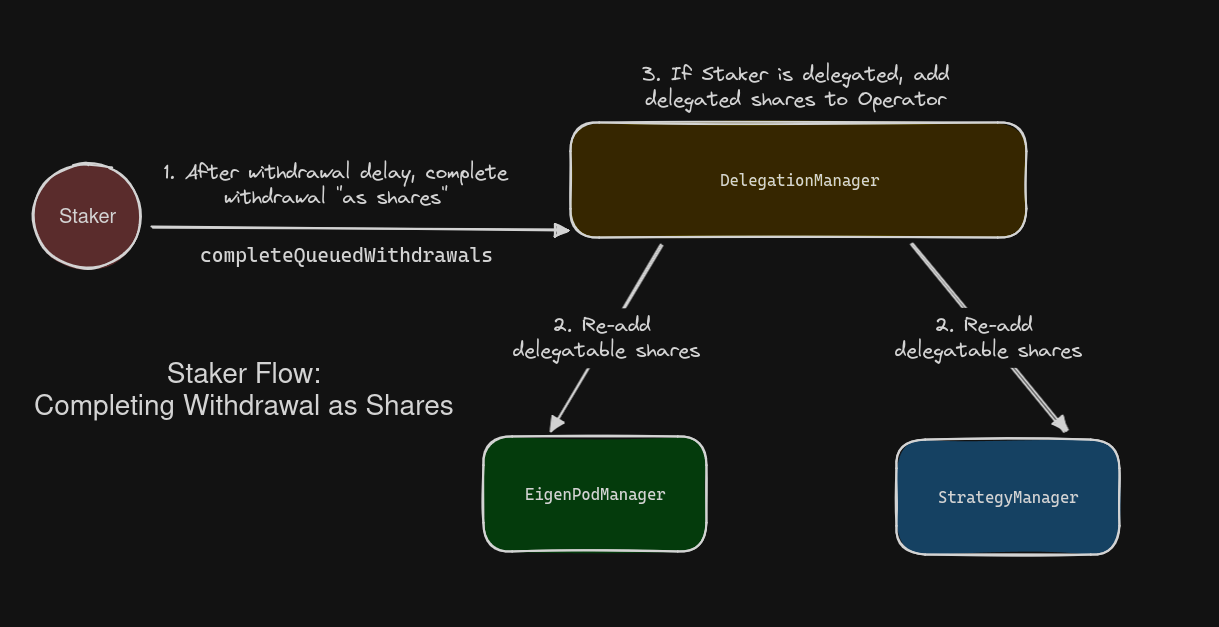 3. If Staker is delegated, add
delegated shares to Operator
DelegationManager
1. After withdrawal delay, complete
withdrawal "as shares"
Staker
completeQueuedWithdrawals
2. Re-add
delegatable shares
2. Re-add
delegatable shares
Staker Flow:
Completing Withdrawal as Shares
EigenPodManager
StrategyManager